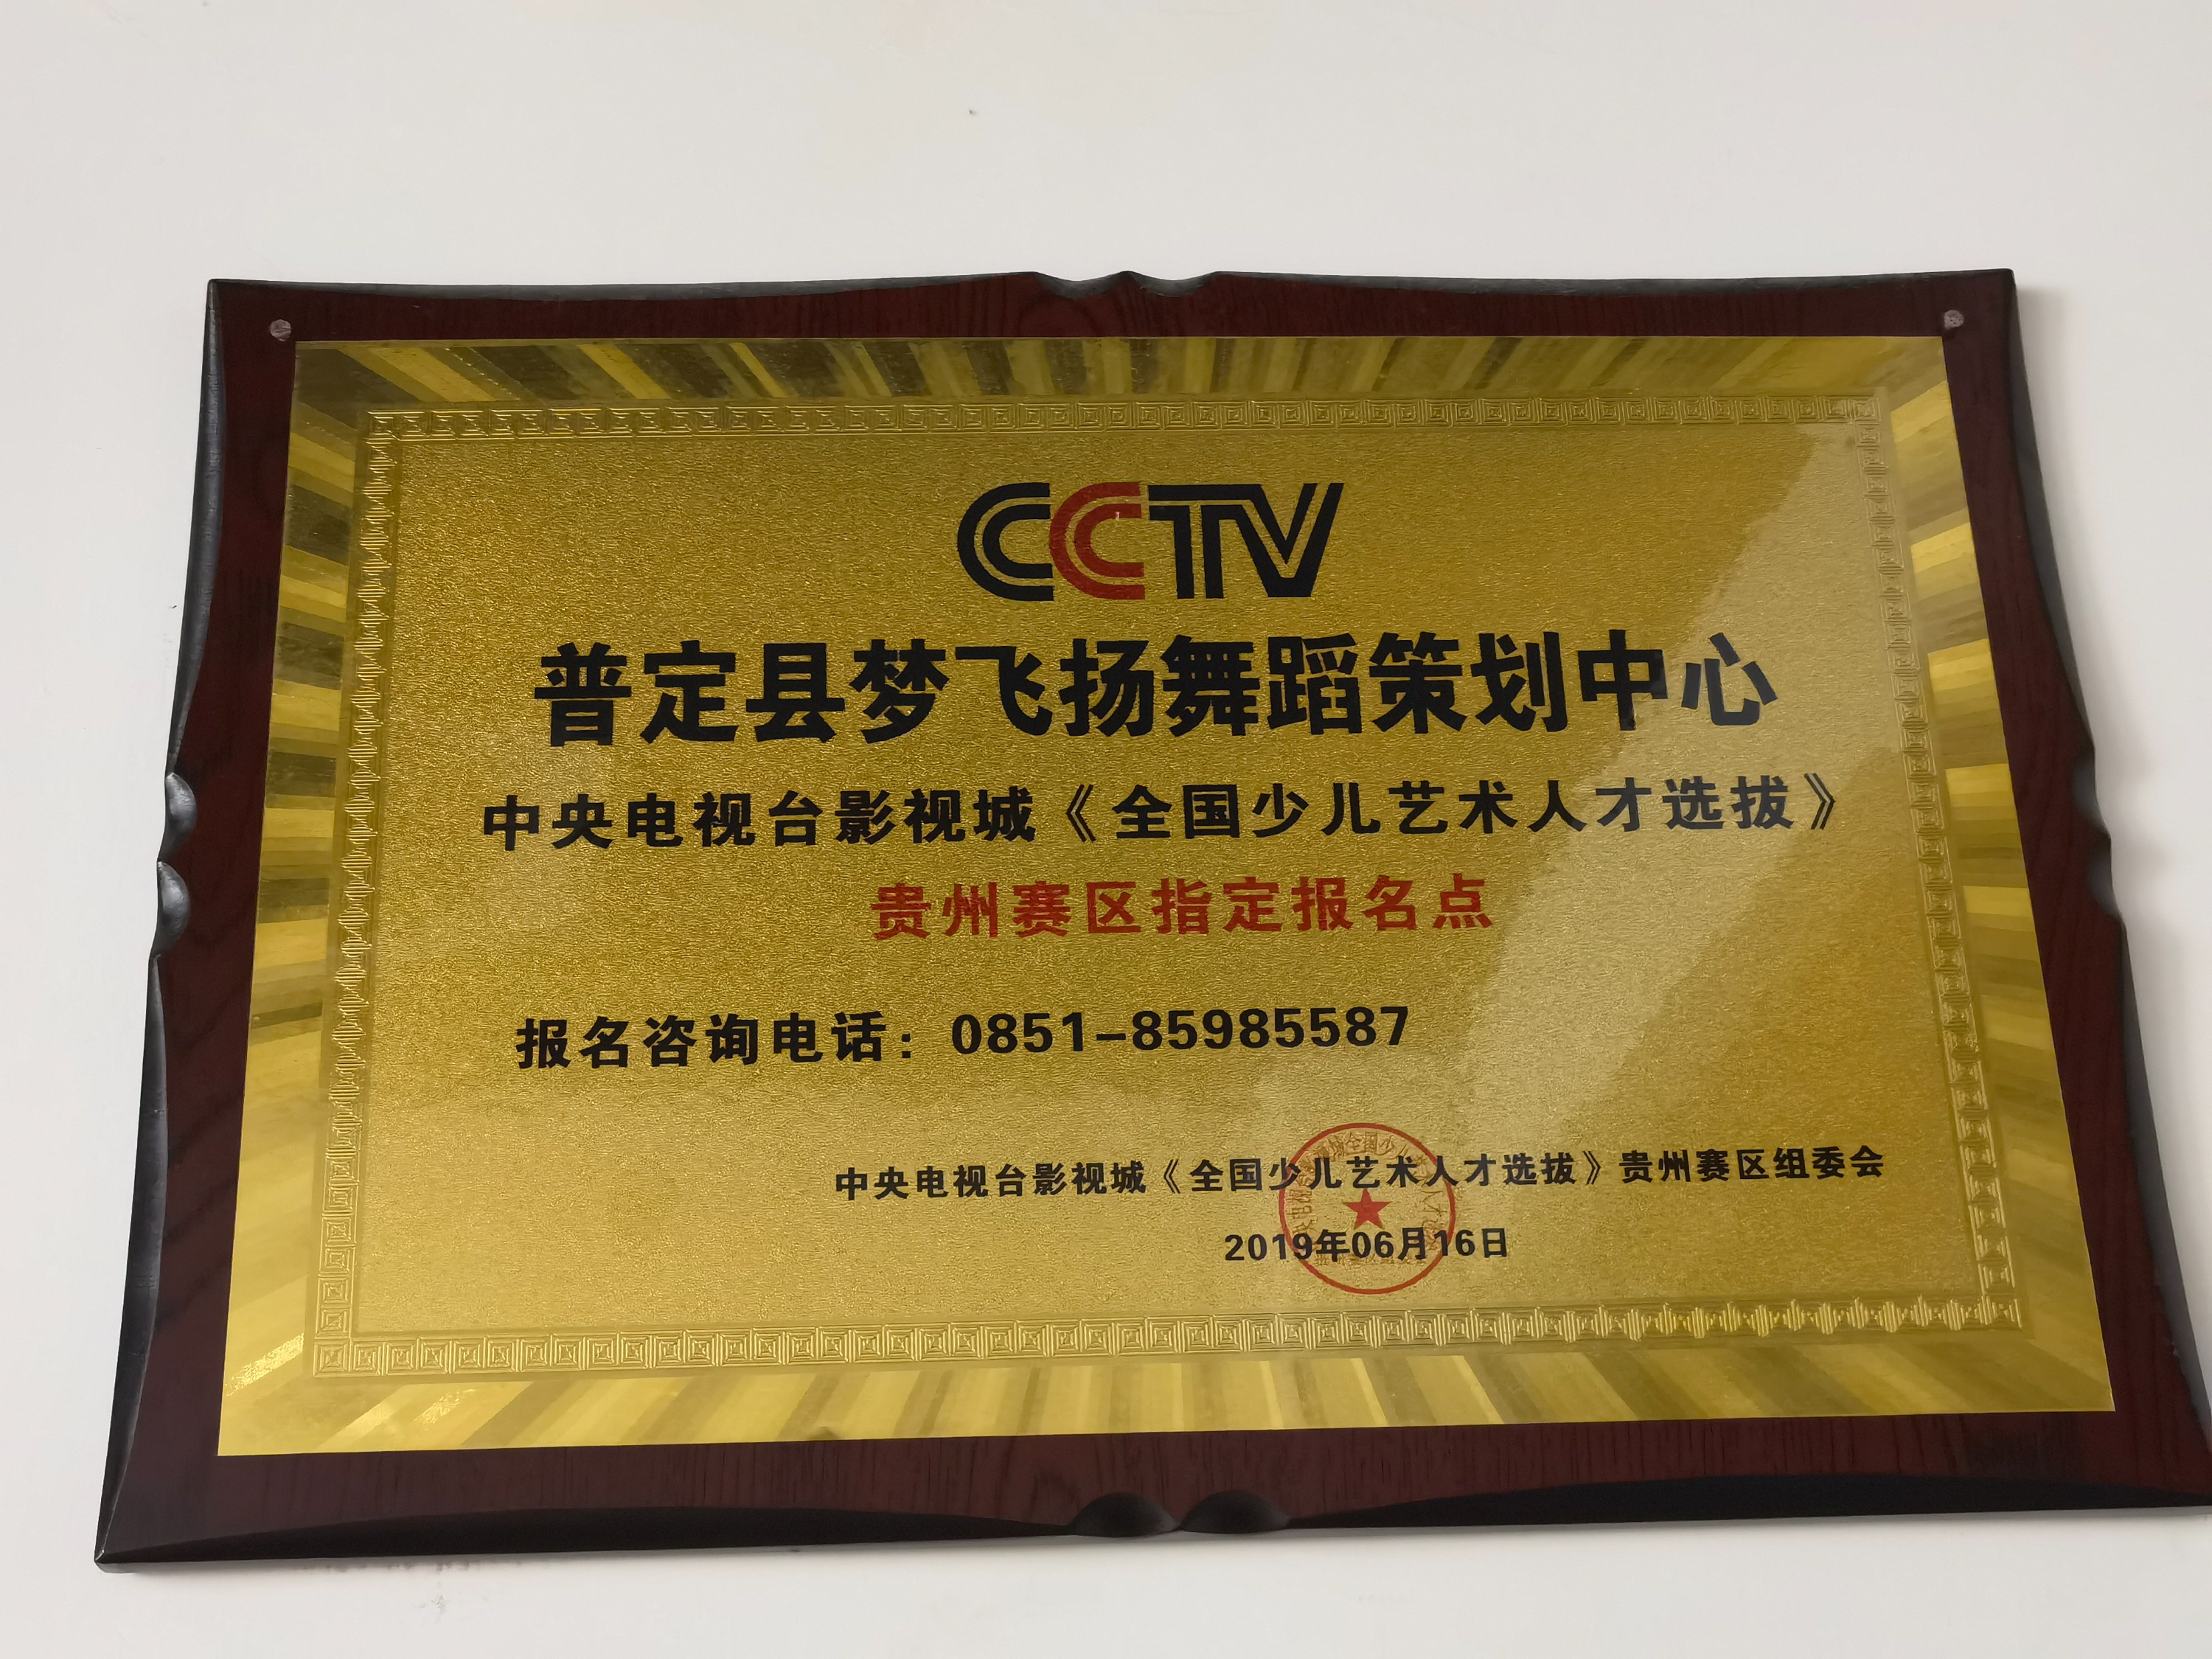 CCTV
普定县梦飞扬舞蹈策划中心
中央电视台影视城《全国少儿艺术人才选拔》
贵州赛区指定报名点
报名咨询电话：0851-85985587
中央电视台影视城《全国少儿艺术人才选拔》贵州赛区组委会
2019年06月16日